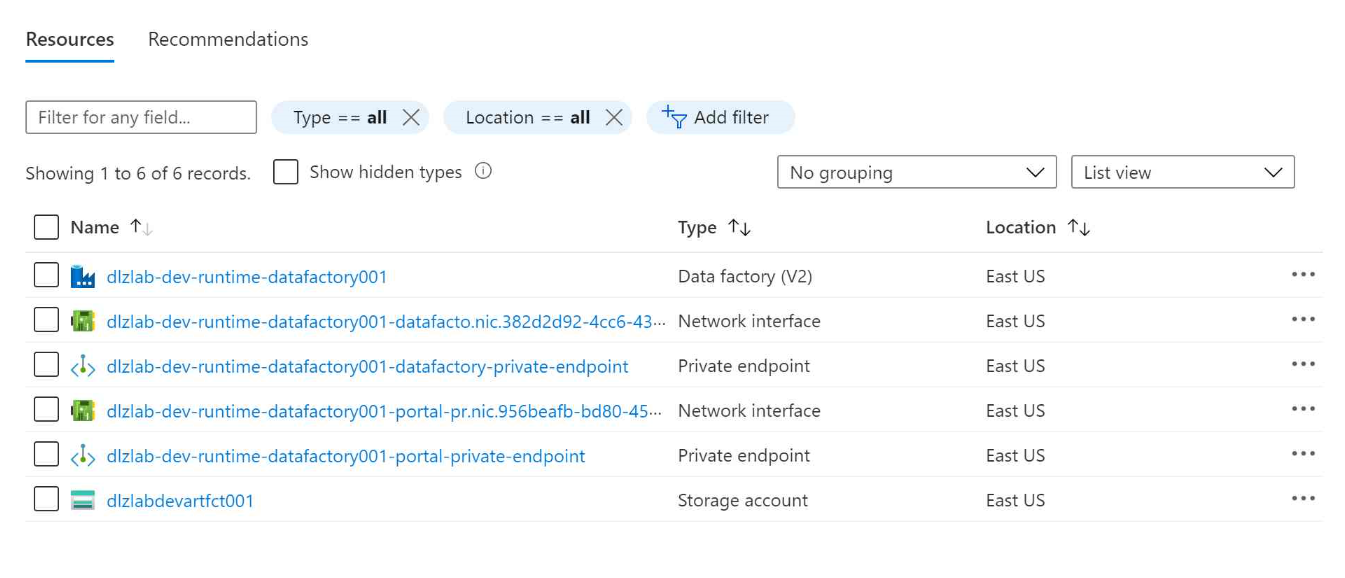 Resources Recommendations
Filter for any field... Type == all Location == all Add filter
Showing 1 to 6 of 6 records. Show hidden types No grouping List view
Name Type Location
dlzlab-dev-runtime-datafactory001 Data factory (V2) East US
dlzlab-dev-runtime-datafactory001-datafacto.nic.382d2d92-4cc6-43... Network interface East US
dlzlab-dev-runtime-datafactory001-datafactory-private-endpoint Private endpoint East US
dlzlab-dev-runtime-datafactory001-portal-pr.nic.956beafb-bd80-45... Network interface East US
dlzlab-dev-runtime-datafactory001-portal-private-endpoint Private endpoint East US
dlzlabdevartfct001 Storage account East US